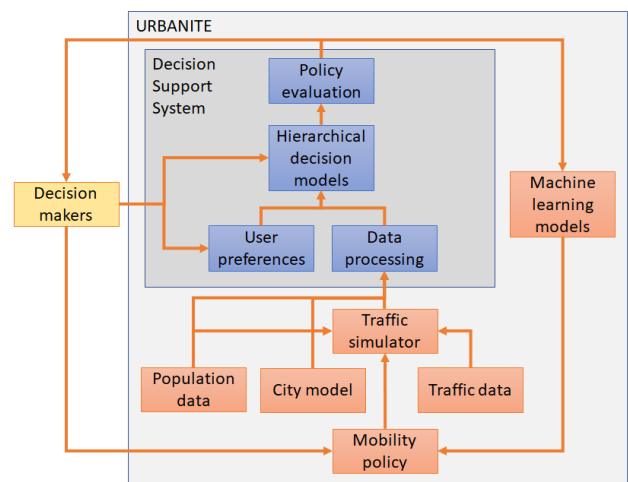 URBANITE
Decision
Support
System
Policy
evaluation
Hierarchical
decision
models
Decision
makers
Machine
learning
models
User
preferences
Data
processing
Traffic
simulator
Population
data
City model
Traffic data
Mobility
policy